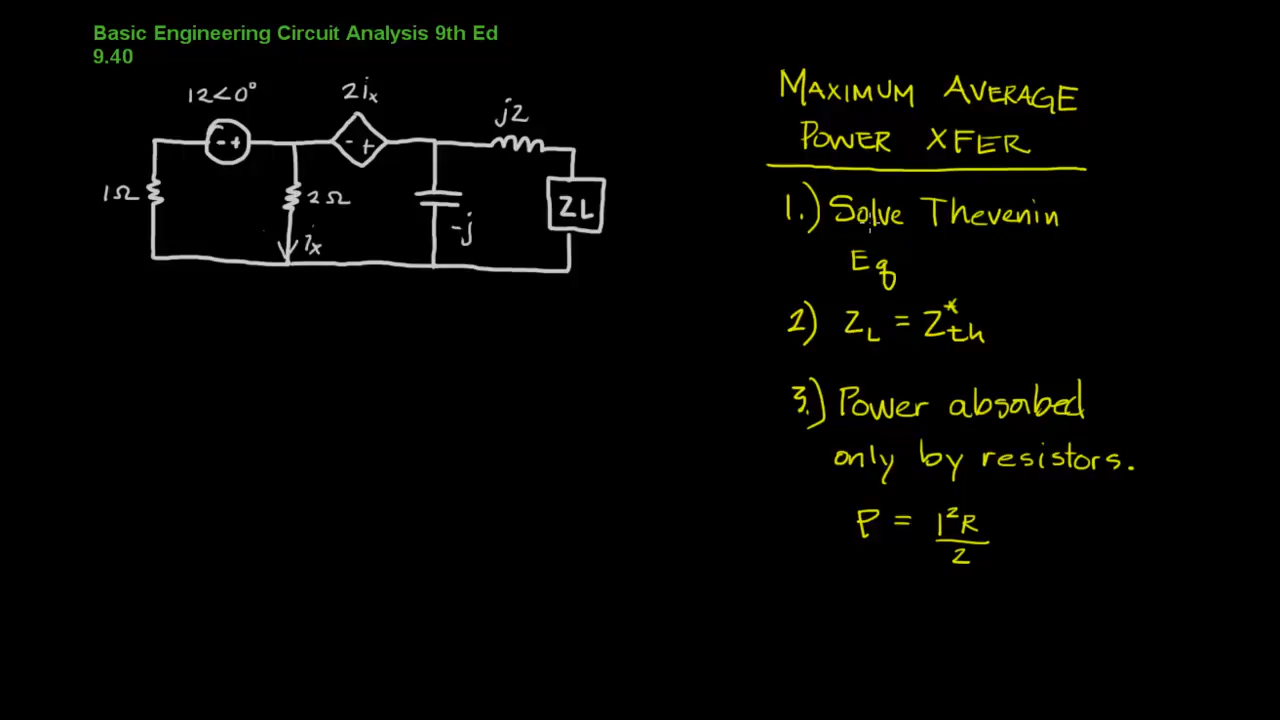 Basic Engineering Circuit Analysis 9th Ed
9.40
12<0°
2ix
j2
1Ω
- +
- +
2Ω
ix
-j
ZL
MAXIMUM AVERAGE
POWER XFER
1.) Solve Thevenin
Eq
2) ZL = Z*th
3.) Power absorbed
only by resistors.
P = I²R
2